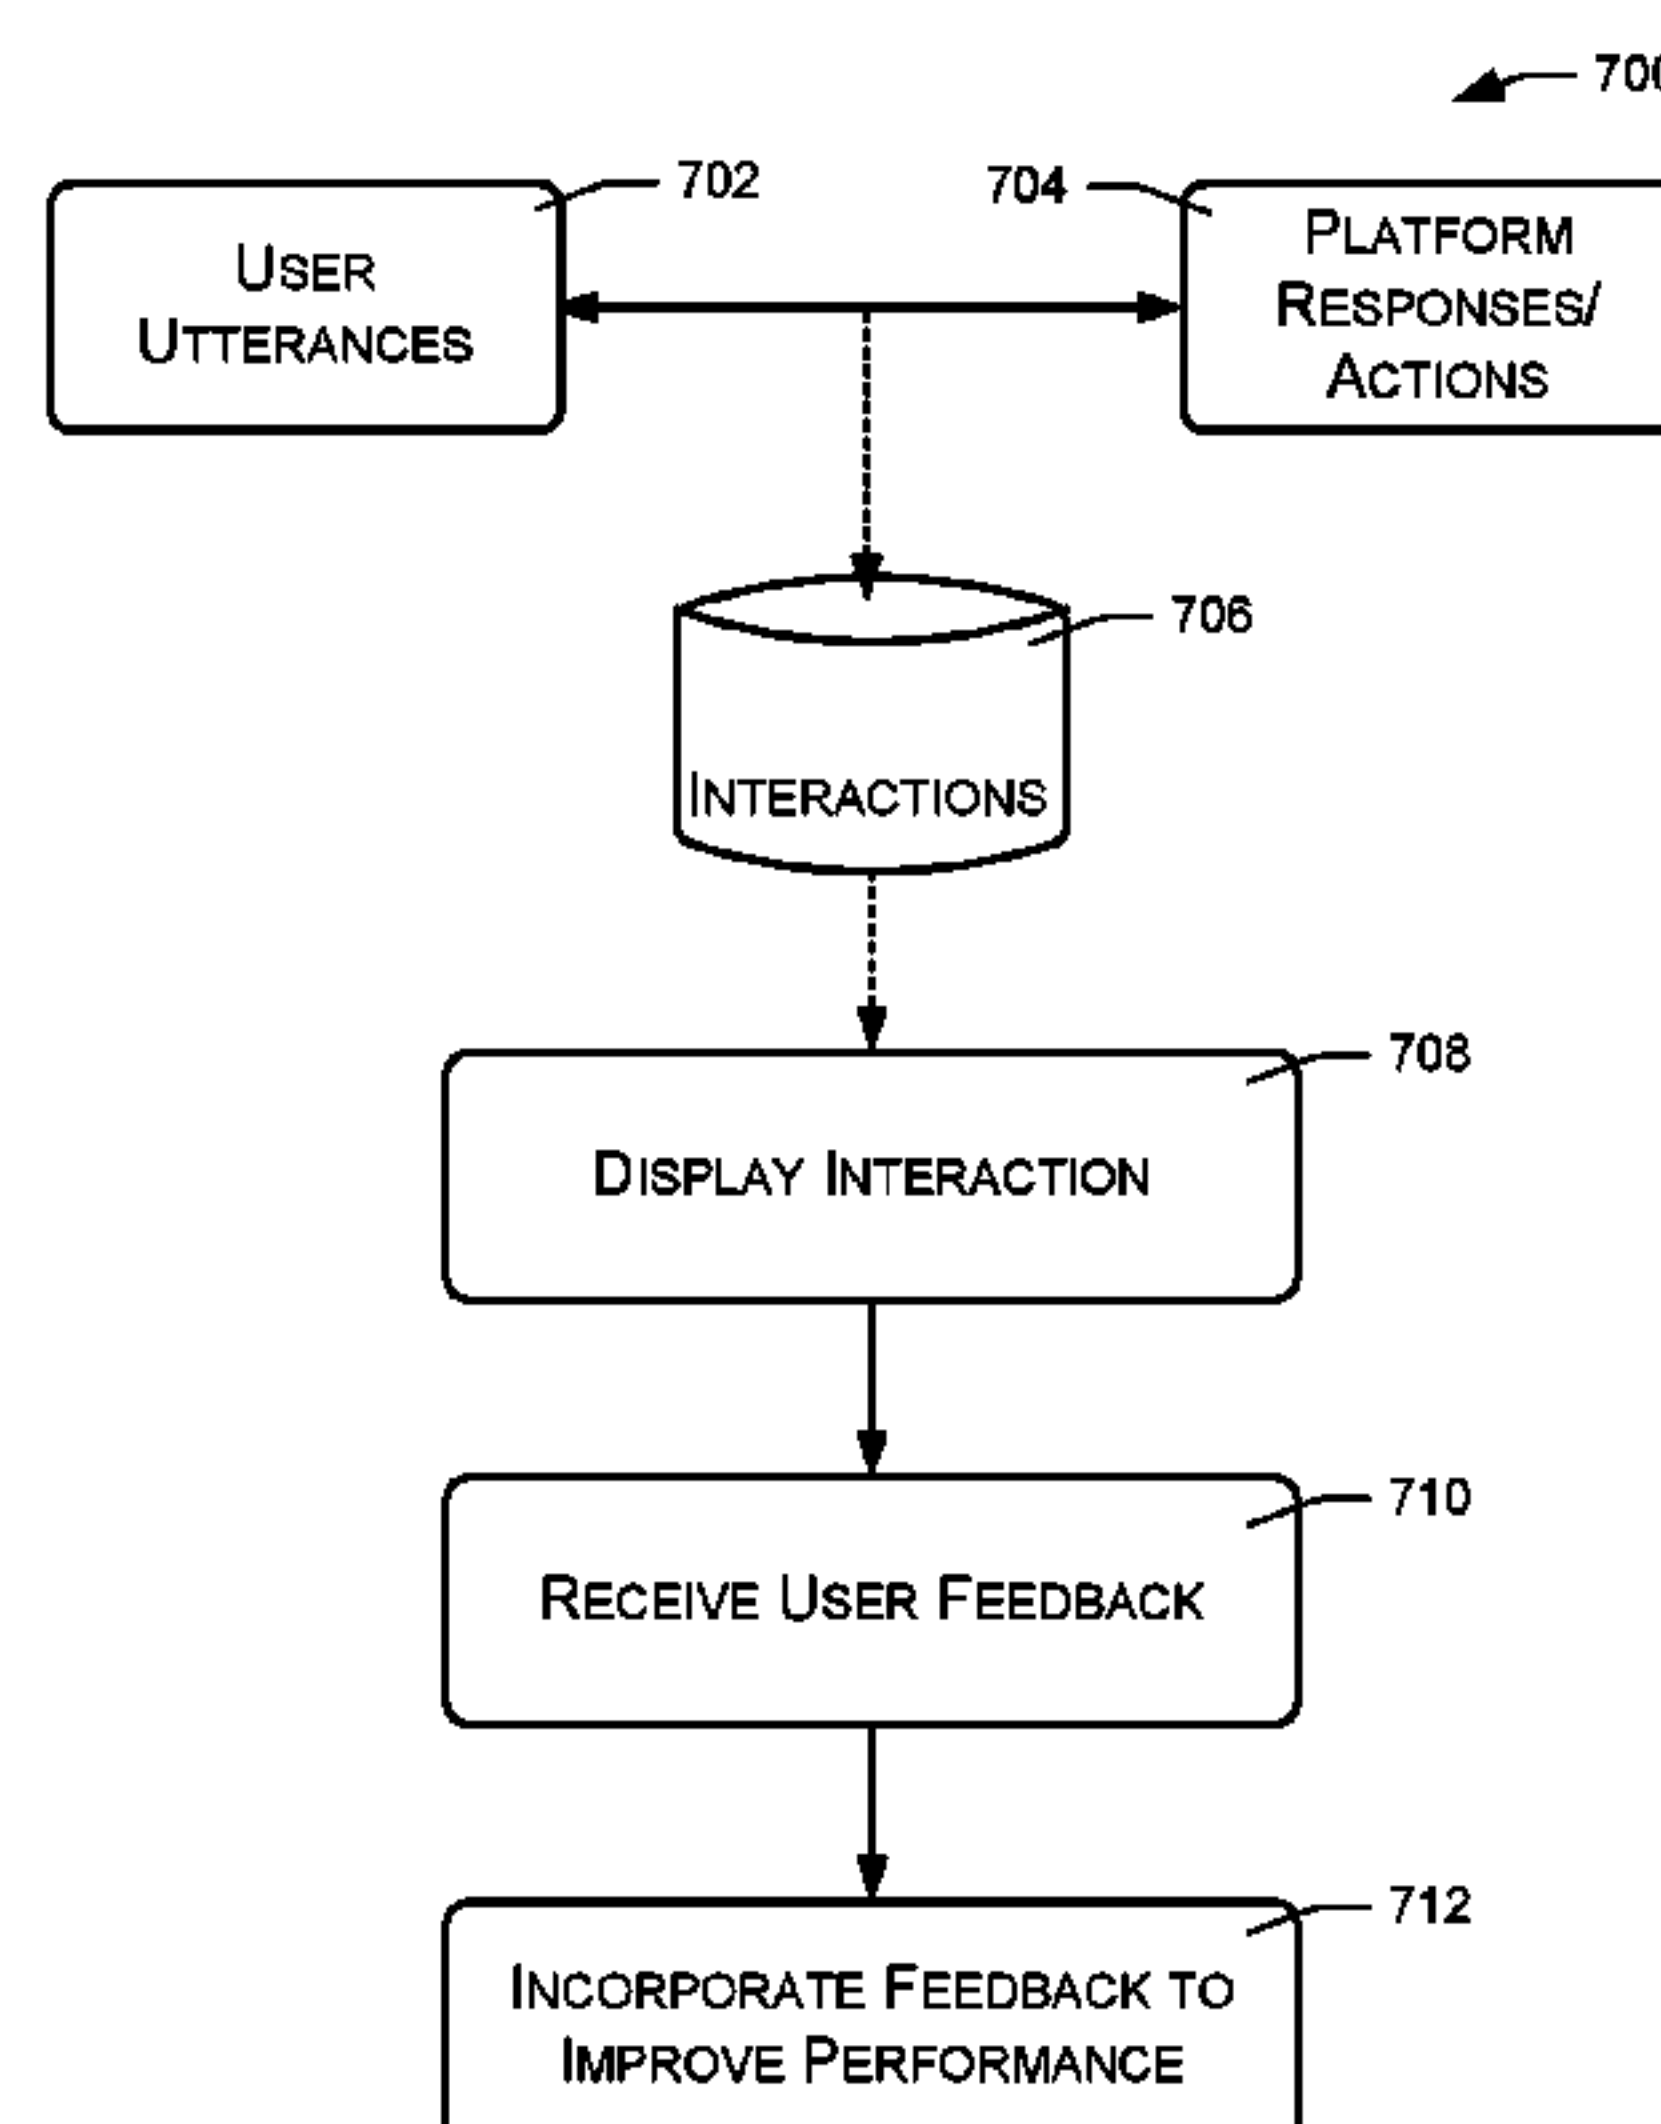 700
702
704
USER
UTTERANCES
PLATFORM
RESPONSES/
ACTIONS
706
INTERACTIONS
708
DISPLAY INTERACTION
710
RECEIVE USER FEEDBACK
712
INCORPORATE FEEDBACK TO
IMPROVE PERFORMANCE